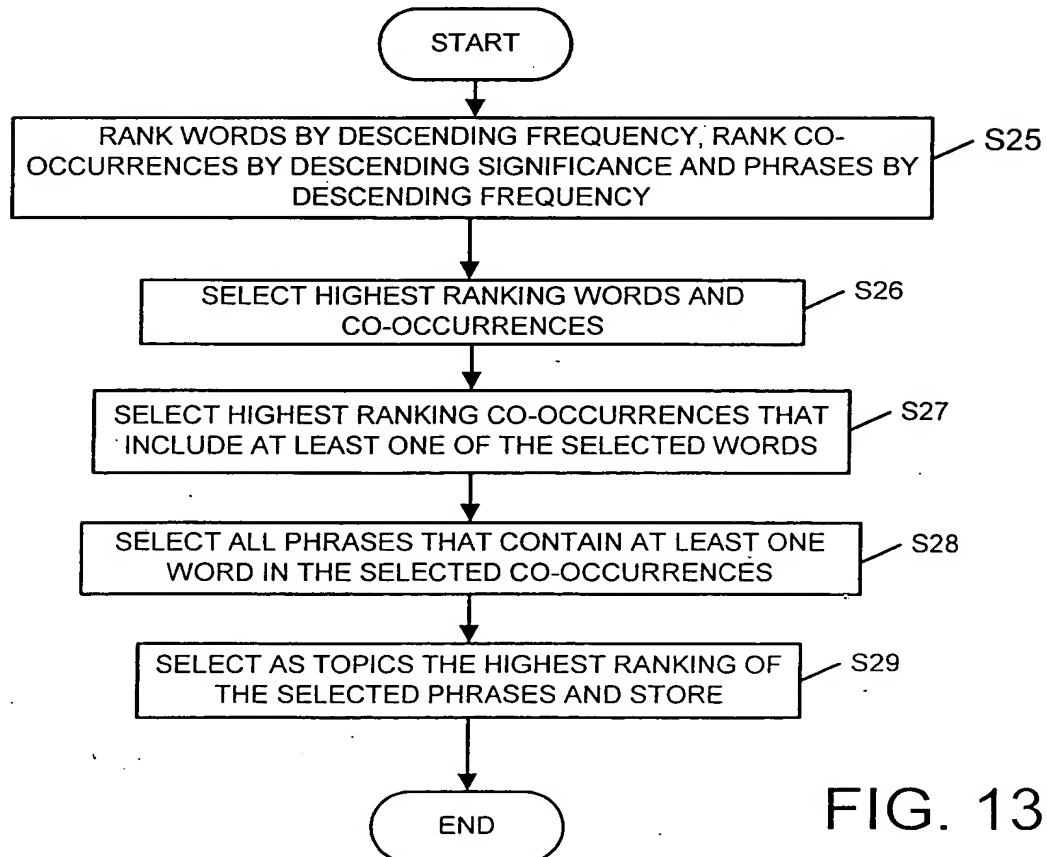 START
RANK WORDS BY DESCENDING FREQUENCY, RANK CO-
OCCURRENCES BY DESCENDING SIGNIFICANCE AND PHRASES BY
DESCENDING FREQUENCY
S25
SELECT HIGHEST RANKING WORDS AND
CO-OCCURRENCES
S26
SELECT HIGHEST RANKING CO-OCCURRENCES THAT
INCLUDE AT LEAST ONE OF THE SELECTED WORDS
S27
SELECT ALL PHRASES THAT CONTAIN AT LEAST ONE
WORD IN THE SELECTED CO-OCCURRENCES
S28
SELECT AS TOPICS THE HIGHEST RANKING OF
THE SELECTED PHRASES AND STORE
S29
END
FIG. 13